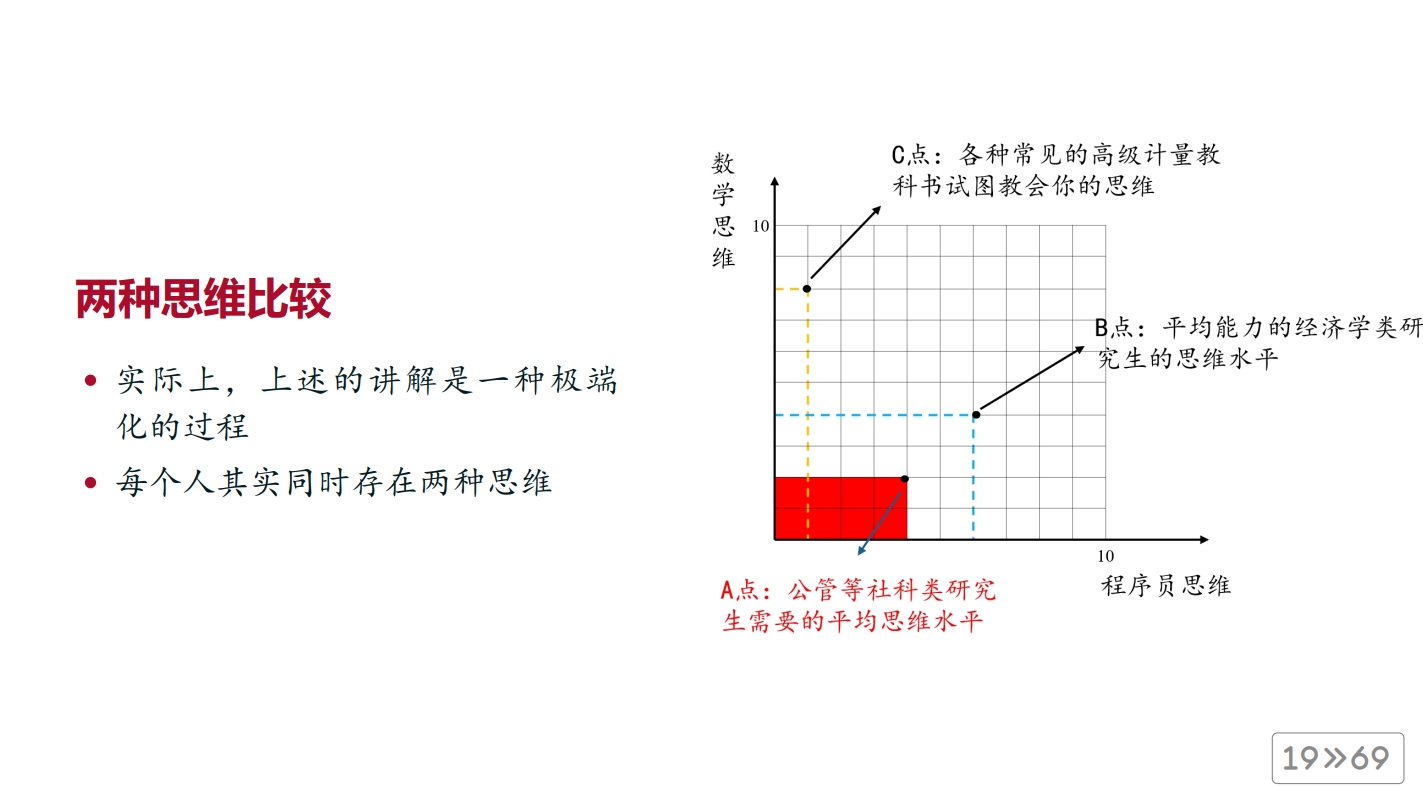 两种思维比较
实际上，上述的讲解是一种极端
化的过程
每个人其实同时存在两种思维
数
学
思
维
10
C点：各种常见的高级计量教
科书试图教会你的思维
B点：平均能力的经济学类研
究生的思维水平
10
程序员思维
A点：公管等社科类研究
生需要的平均思维水平
19»69